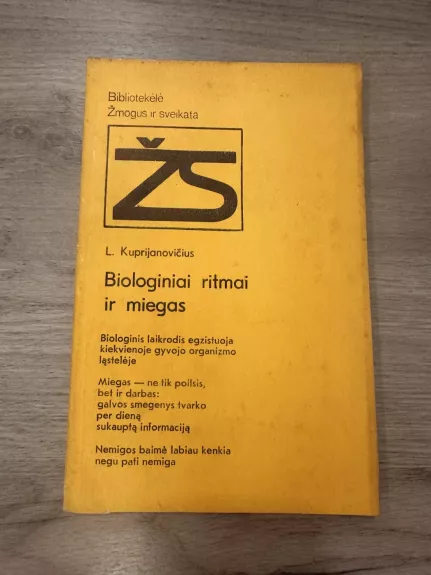 Bibliotekėlė
Žmogus ir sveikata
ŽS
L. Kuprijanovičius
Biologiniai ritmai
ir miegas
Biologinis laikrodis egzistuoja
kiekvienoje gyvojo organizmo
ląstelėje
Miegas — ne tik poilsis,
bet ir darbas:
galvos smegenys tvarko
per dieną
sukauptą informaciją
Nemigos baimė labiau kenkia
negu pati nemiga